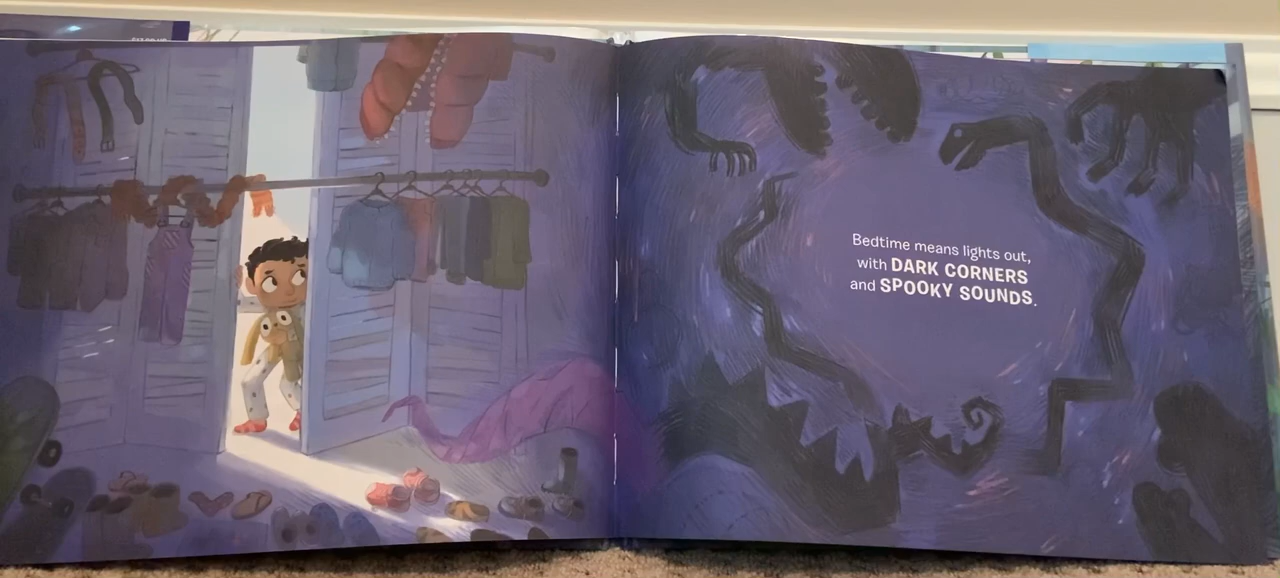 Bedtime means lights out,
with DARK CORNERS
and SPOOKY SOUNDS.